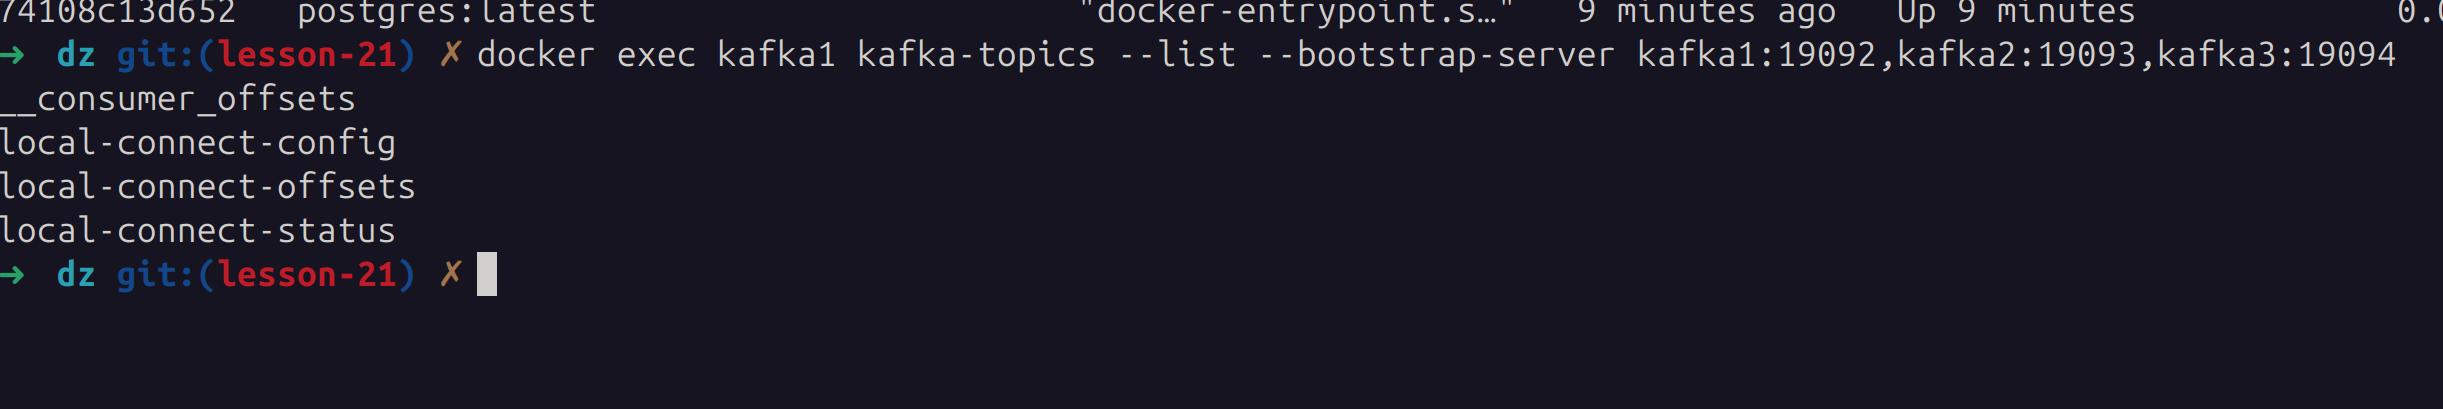 74108c13d652 postgres:latest "docker-entrypoint.s…" 9 minutes ago Up 9 minutes 0.0
➜ dz git:(lesson-21) ✗ docker exec kafka1 kafka-topics --list --bootstrap-server kafka1:19092,kafka2:19093,kafka3:19094
__consumer_offsets
local-connect-config
local-connect-offsets
local-connect-status
➜ dz git:(lesson-21) ✗